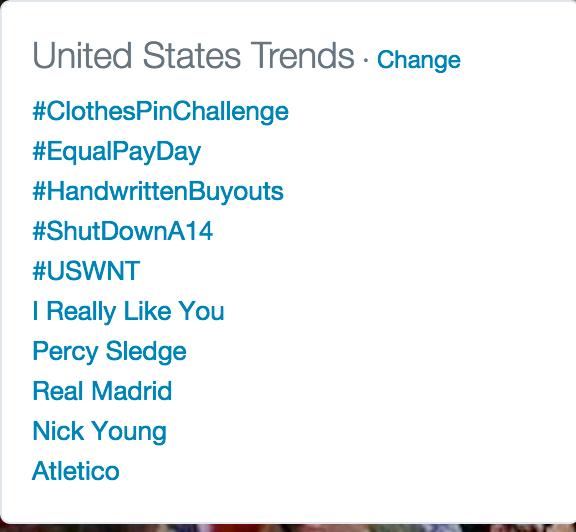 United States Trends · Change
#ClothesPinChallenge
#EqualPayDay
#HandwrittenBuyouts
#ShutDownA14
#USWNT
I Really Like You
Percy Sledge
Real Madrid
Nick Young
Atletico